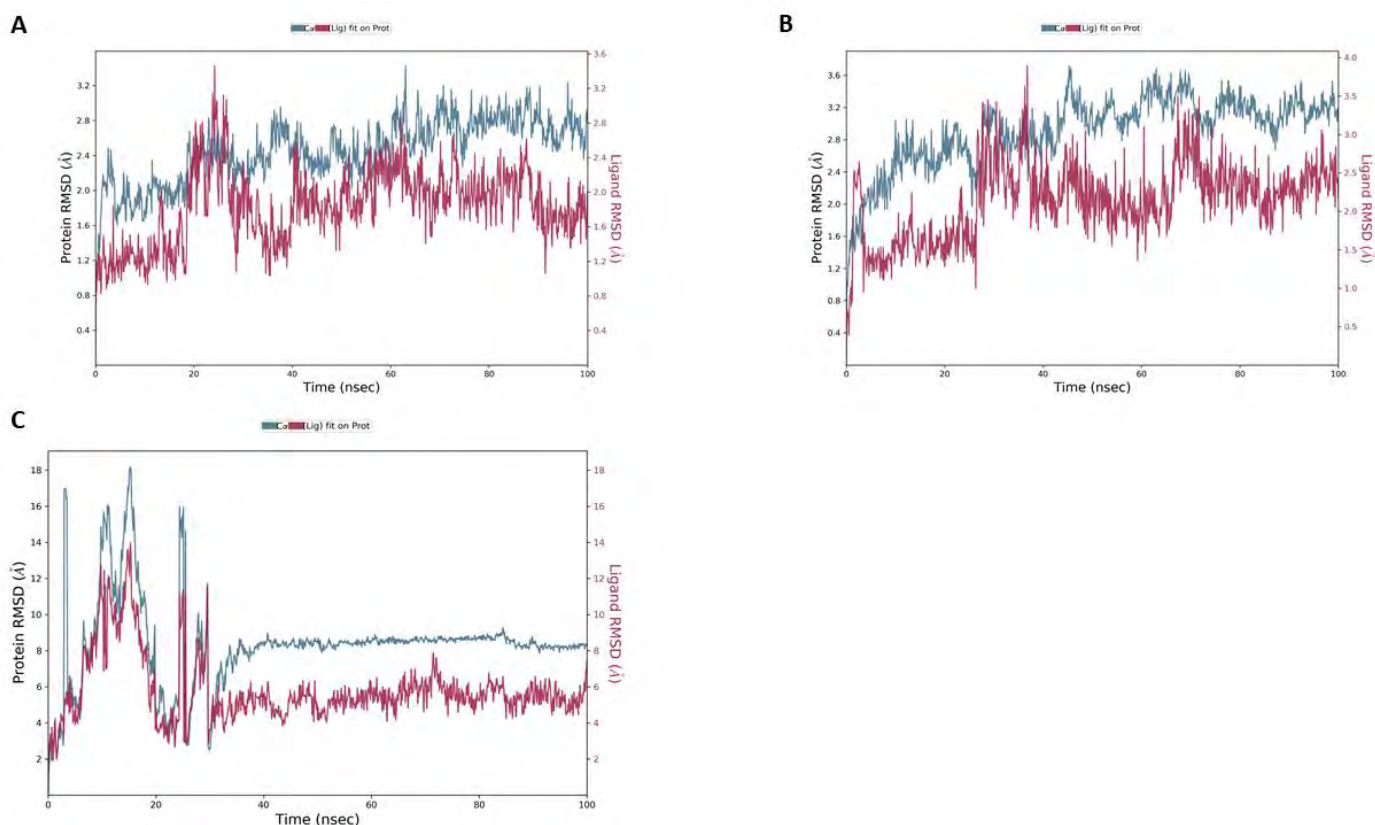 A
Cα (Lig) fit on Prot
Protein RMSD (Å)
3.2
2.8
2.4
2.0
1.6
1.2
0.8
0.4
3.6
3.2
2.8
2.4
2.0
1.6
1.2
0.8
0.4
Ligand RMSD (Å)
0 20 40 60 80 100
Time (nsec)
B
Cα (Lig) fit on Prot
Protein RMSD (Å)
3.6
3.2
2.8
2.4
2.0
1.6
1.2
0.8
0.4
4.0
3.5
3.0
2.5
2.0
1.5
1.0
0.5
Ligand RMSD (Å)
0 20 40 60 80 100
Time (nsec)
C
Cα (Lig) fit on Prot
Protein RMSD (Å)
18
16
14
12
10
8
6
4
2
18
16
14
12
10
8
6
4
2
Ligand RMSD (Å)
0 20 40 60 80 100
Time (nsec)